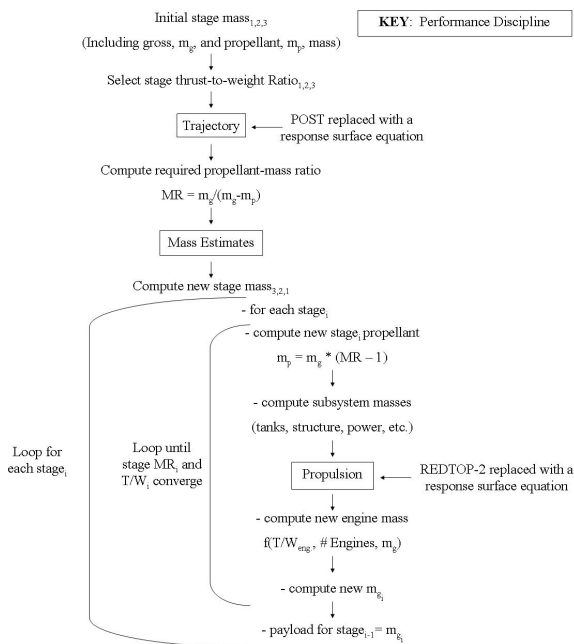 Initial stage mass1,2,3
KEY: Performance Discipline
(Including gross, mg, and propellant, mp, mass)
Select stage thrust-to-weight Ratio1,2,3
Trajectory
POST replaced with a
response surface equation
Compute required propellant-mass ratio
MR = mg/(mg-mp)
Mass Estimates
Compute new stage mass3,2,1
- for each stagei
- compute new stagei propellant
mp = mg * (MR – 1)
- compute subsystem masses
(tanks, structure, power, etc.)
Loop for
each stagei
Loop until
stage MRi and
T/Wi converge
Propulsion
REDTOP-2 replaced with a
response surface equation
- compute new engine mass
f(T/Weng., # Engines, mg)
- compute new mgi
- payload for stagei-1= mgi